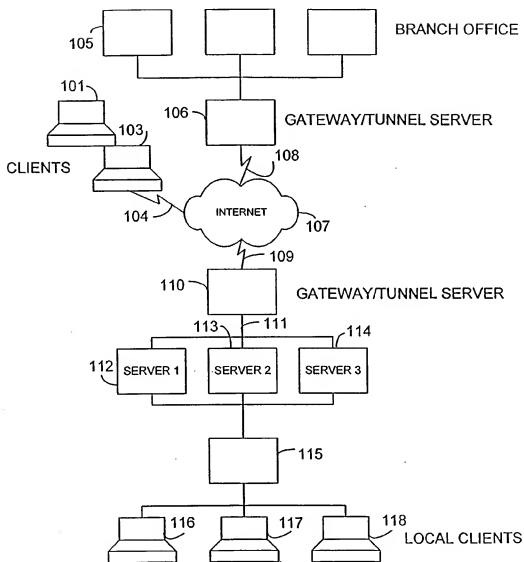 105
BRANCH OFFICE
101
103
106
GATEWAY/TUNNEL SERVER
CLIENTS
108
104
INTERNET
107
109
110
GATEWAY/TUNNEL SERVER
111
113
114
112
SERVER 1
SERVER 2
SERVER 3
115
116
117
118
LOCAL CLIENTS